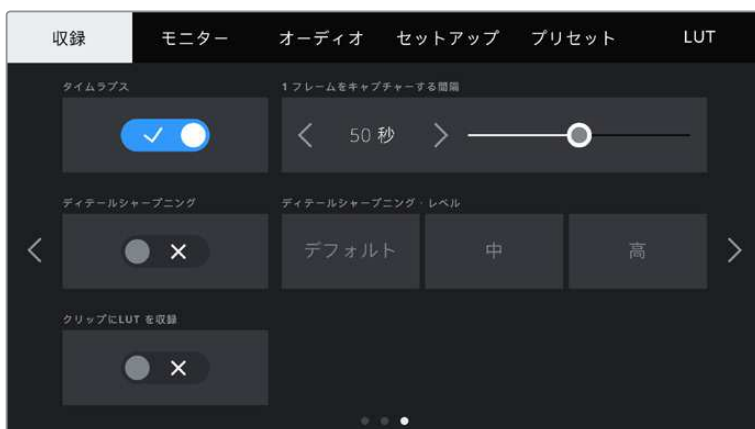 収録 モニター オーディオ セットアップ プリセット LUT
タイムラプス 1 フレームをキャプチャーする間隔
50 秒
ディテールシャープニング ディテールシャープニング・レベル
デフォルト 中 高
クリップにLUT を収録